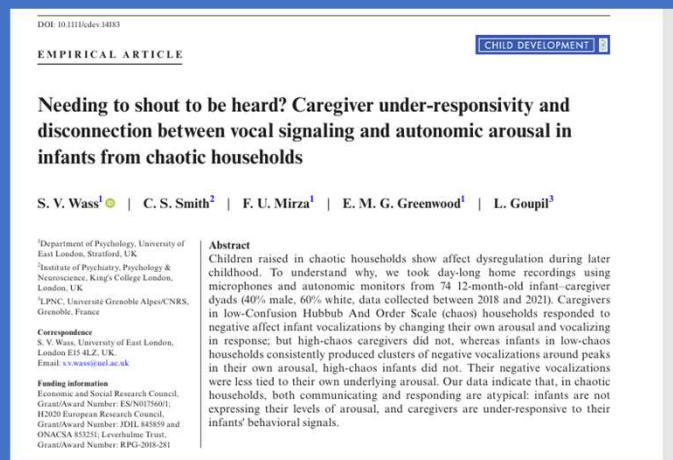 DOI: 10.1111/cdev.14183
EMPIRICAL ARTICLE
CHILD DEVELOPMENT
Needing to shout to be heard? Caregiver under-responsivity and
disconnection between vocal signaling and autonomic arousal in
infants from chaotic households
S. V. Wass1 | C. S. Smith2 | F. U. Mirza1 | E. M. G. Greenwood1 | L. Goupil3
1Department of Psychology, University of
East London, Stratford, UK
2Institute of Psychiatry, Psychology &
Neuroscience, King's College London,
London, UK
3LPNC, Université Grenoble Alpes/CNRS,
Grenoble, France
Correspondence
S. V. Wass, University of East London,
London E15 4LZ, UK.
Email: s.v.wass@uel.ac.uk
Funding information
Economic and Social Research Council,
Grant/Award Number: ES/N017560/1;
H2020 European Research Council,
Grant/Award Number: JDIL 845859 and
ONACSA 853251; Leverhulme Trust,
Grant/Award Number: RPG-2018-281
Abstract
Children raised in chaotic households show affect dysregulation during later
childhood. To understand why, we took day-long home recordings using
microphones and autonomic monitors from 74 12-month-old infant–caregiver
dyads (40% male, 60% white, data collected between 2018 and 2021). Caregivers
in low-Confusion Hubbub And Order Scale (chaos) households responded to
negative affect infant vocalizations by changing their own arousal and vocalizing
in response; but high-chaos caregivers did not, whereas infants in low-chaos
households consistently produced clusters of negative vocalizations around peaks
in their own arousal, high-chaos infants did not. Their negative vocalizations
were less tied to their own underlying arousal. Our data indicate that, in chaotic
households, both communicating and responding are atypical: infants are not
expressing their levels of arousal, and caregivers are under-responsive to their
infants' behavioral signals.